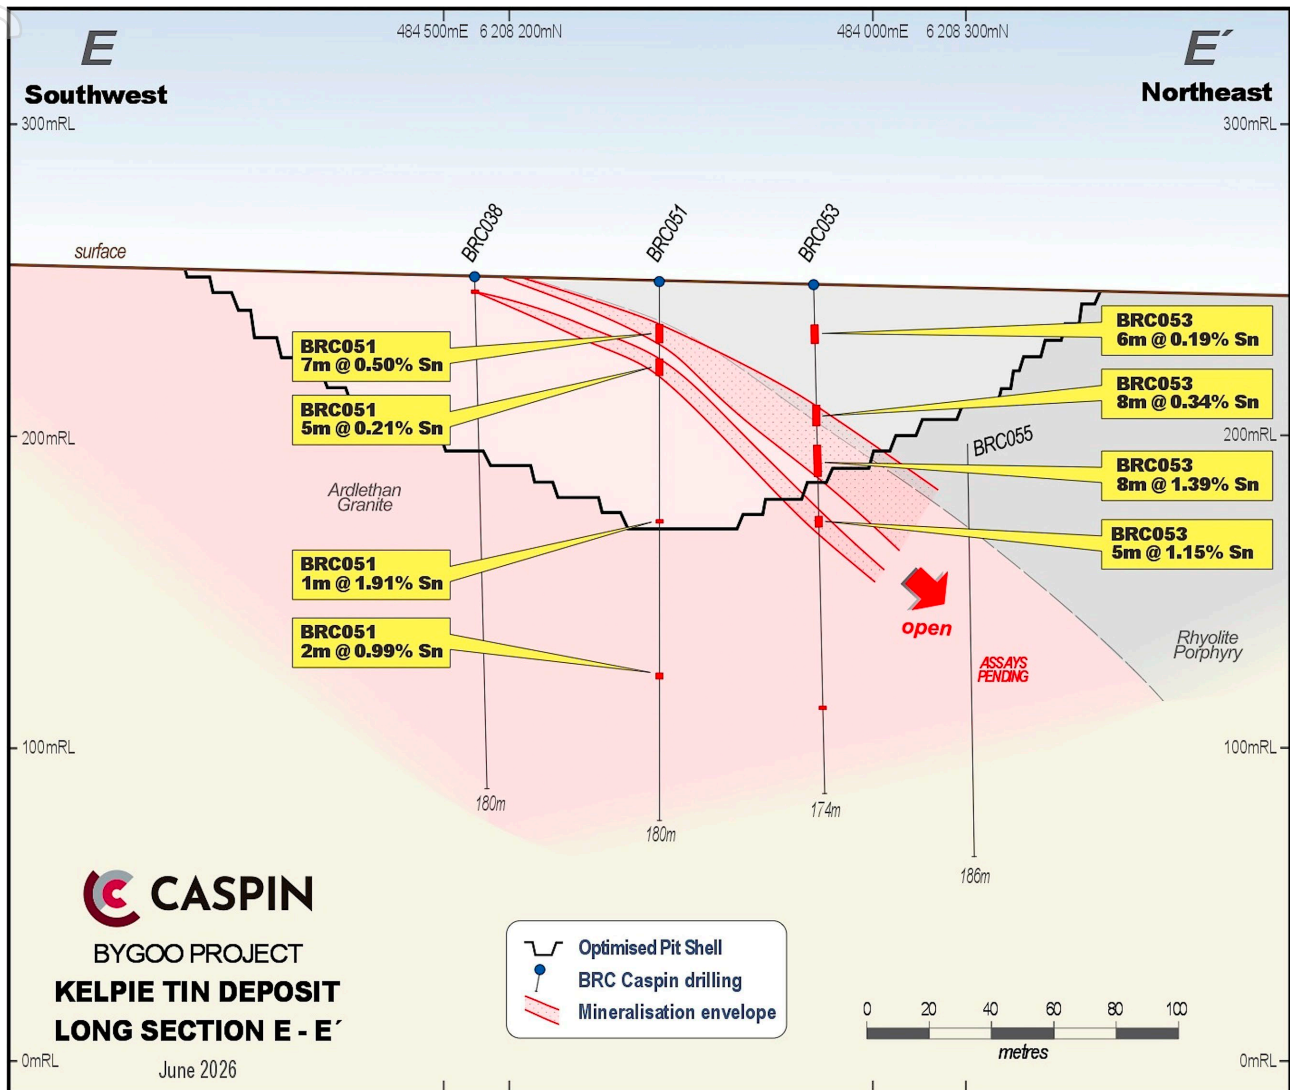 484 500mE 6 208 200mN
484 000mE 6 208 300mN
E
E´
Southwest
Northeast
300mRL
300mRL
surface
BRC038
BRC051
BRC053
BRC051
7m @ 0.50% Sn
BRC053
6m @ 0.19% Sn
BRC051
5m @ 0.21% Sn
BRC053
8m @ 0.34% Sn
200mRL
200mRL
BRC055
BRC053
8m @ 1.39% Sn
Ardlethan
Granite
BRC053
5m @ 1.15% Sn
BRC051
1m @ 1.91% Sn
open
BRC051
2m @ 0.99% Sn
Rhyolite
Porphyry
ASSAYS
PENDING
100mRL
100mRL
180m
180m
174m
186m
CASPIN
BYGOO PROJECT
KELPIE TIN DEPOSIT
LONG SECTION E - E´
June 2026
Optimised Pit Shell
BRC Caspin drilling
Mineralisation envelope
0 20 40 60 80 100
metres
0mRL
0mRL